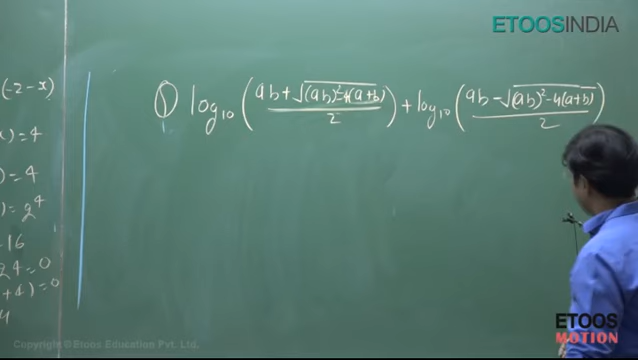 ETOOSINDIA
(-2-x)
x) = 4
) = 4
) = 2⁴
16
24 = 0
+4) = 0
4
① log₁₀ ((ab + √((ab)² - 4(a+b)))/2) + log₁₀ ((ab - √((ab)² - 4(a+b)))/2)
Copyright © Etoos Education Pvt. Ltd.
ETOOS
MOTION